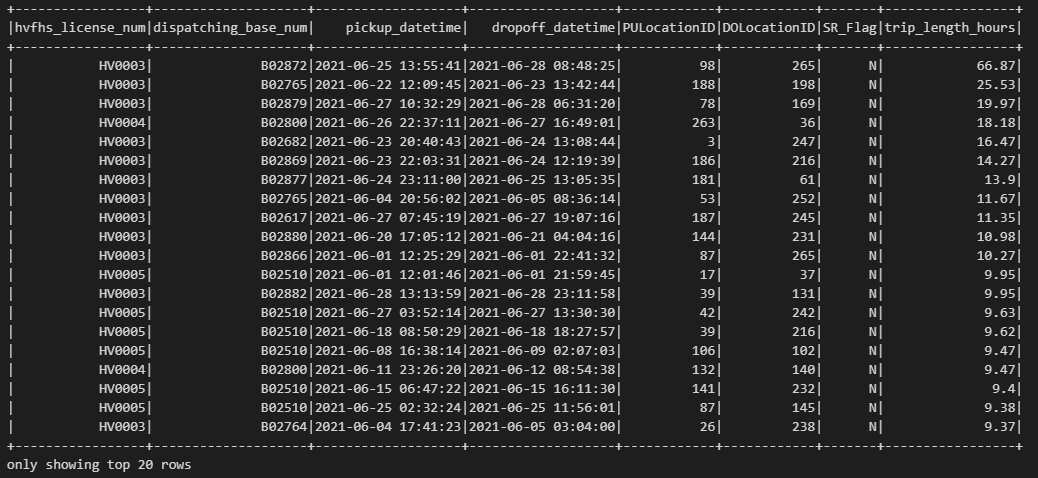 +-----------------+--------------------+-------------------+-------------------+------------+------------+-------+-----------------+
|hvfhs_license_num|dispatching_base_num|    pickup_datetime|   dropoff_datetime|PULocationID|DOLocationID|SR_Flag|trip_length_hours|
+-----------------+--------------------+-------------------+-------------------+------------+------------+-------+-----------------+
|           HV0003|              B02872|2021-06-25 13:55:41|2021-06-28 08:48:25|          98|         265|      N|            66.87|
|           HV0003|              B02765|2021-06-22 12:09:45|2021-06-23 13:42:44|         188|         198|      N|            25.53|
|           HV0003|              B02879|2021-06-27 10:32:29|2021-06-28 06:31:20|          78|         169|      N|            19.97|
|           HV0004|              B02800|2021-06-26 22:37:11|2021-06-27 16:49:01|         263|          36|      N|            18.18|
|           HV0003|              B02682|2021-06-23 20:40:43|2021-06-24 13:08:44|           3|         247|      N|            16.47|
|           HV0003|              B02869|2021-06-23 22:03:31|2021-06-24 12:19:39|         186|         216|      N|            14.27|
|           HV0003|              B02877|2021-06-24 23:11:00|2021-06-25 13:05:35|         181|          61|      N|             13.9|
|           HV0003|              B02765|2021-06-04 20:56:02|2021-06-05 08:36:14|          53|         252|      N|            11.67|
|           HV0003|              B02617|2021-06-27 07:45:19|2021-06-27 19:07:16|         187|         245|      N|            11.35|
|           HV0003|              B02880|2021-06-20 17:05:12|2021-06-21 04:04:16|         144|         231|      N|            10.98|
|           HV0003|              B02866|2021-06-01 12:25:29|2021-06-01 22:41:32|          87|         265|      N|            10.27|
|           HV0005|              B02510|2021-06-01 12:01:46|2021-06-01 21:59:45|          17|          37|      N|             9.95|
|           HV0003|              B02882|2021-06-28 13:13:59|2021-06-28 23:11:58|          39|         131|      N|             9.95|
|           HV0005|              B02510|2021-06-27 03:52:14|2021-06-27 13:30:30|          42|         242|      N|             9.63|
|           HV0005|              B02510|2021-06-18 08:50:29|2021-06-18 18:27:57|          39|         216|      N|             9.62|
|           HV0005|              B02510|2021-06-08 16:38:14|2021-06-09 02:07:03|         106|         102|      N|             9.47|
|           HV0004|              B02800|2021-06-11 23:26:20|2021-06-12 08:54:38|         132|         140|      N|             9.47|
|           HV0005|              B02510|2021-06-15 06:47:22|2021-06-15 16:11:30|         141|         232|      N|              9.4|
|           HV0005|              B02510|2021-06-25 02:32:24|2021-06-25 11:56:01|          87|         145|      N|             9.38|
|           HV0003|              B02764|2021-06-04 17:41:23|2021-06-05 03:04:00|          26|         238|      N|             9.37|
+-----------------+--------------------+-------------------+-------------------+------------+------------+-------+-----------------+
only showing top 20 rows